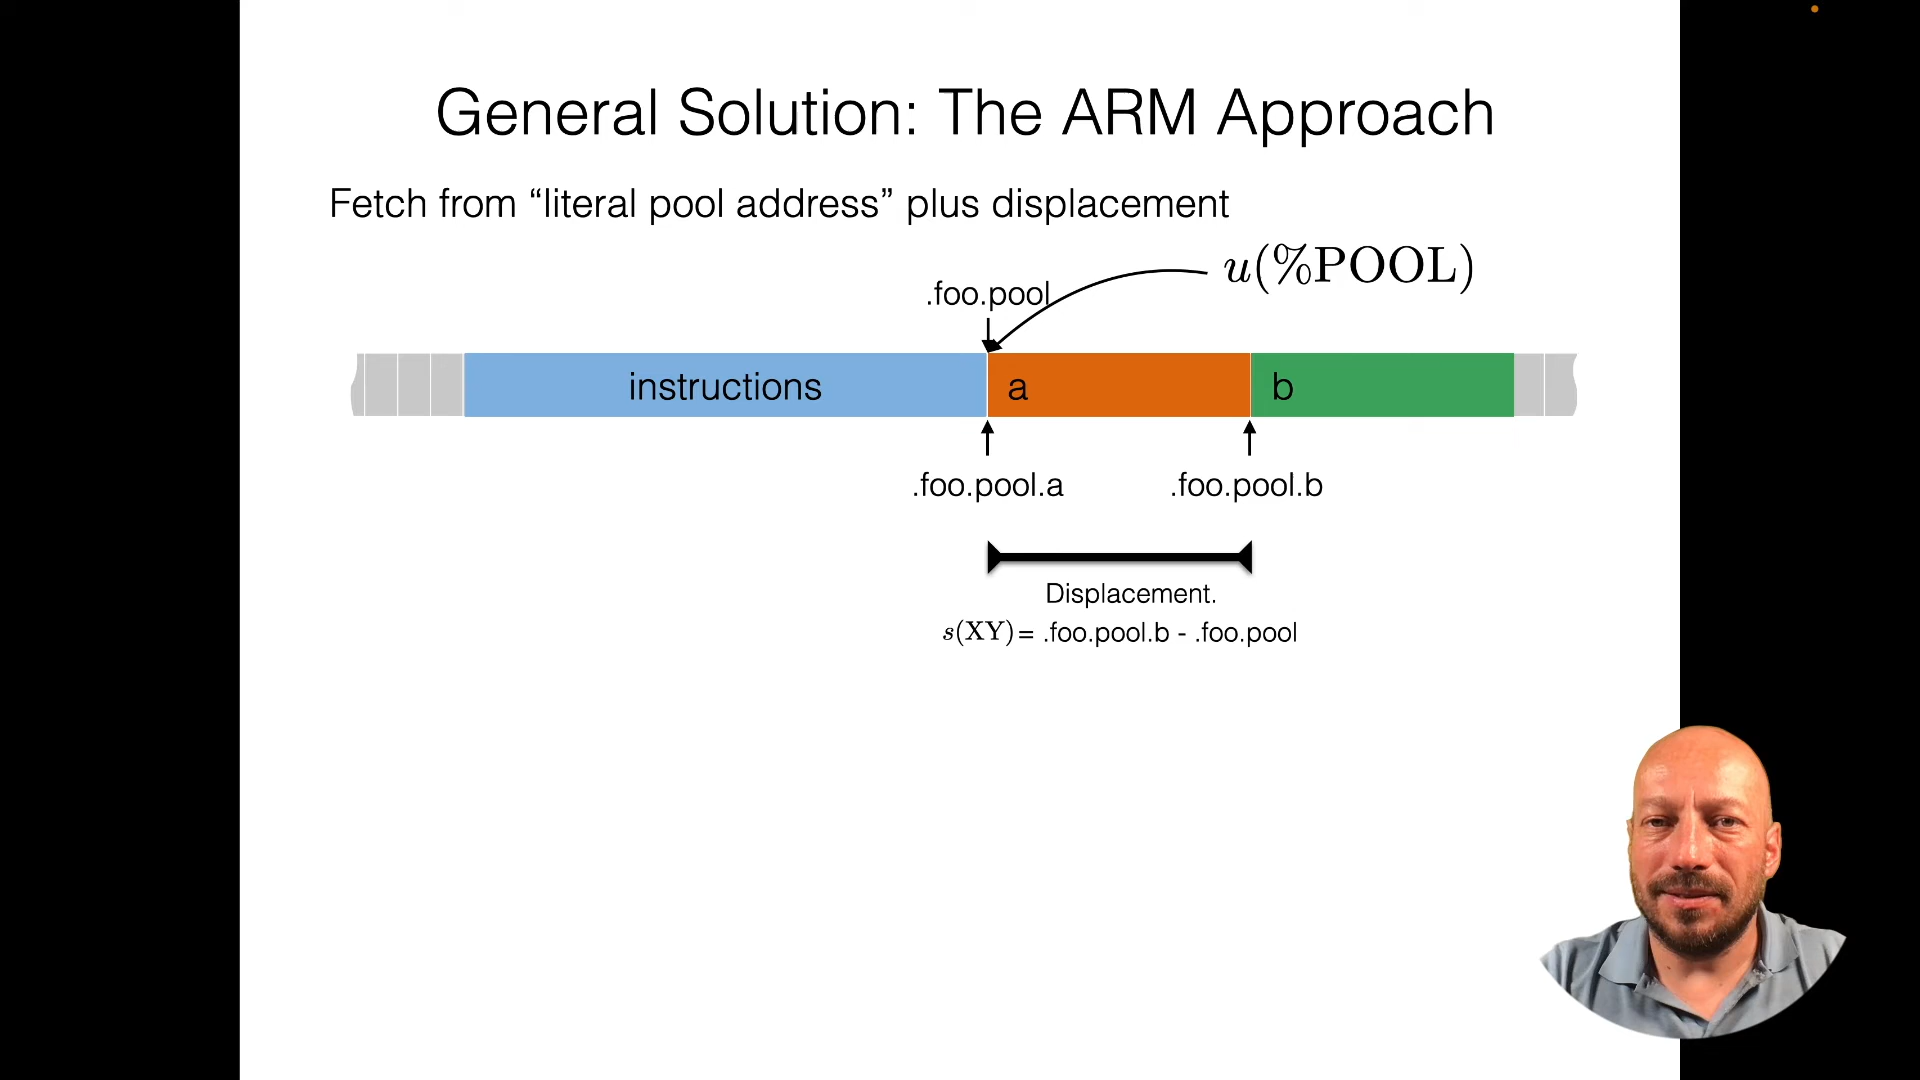 General Solution: The ARM Approach
Fetch from “literal pool address” plus displacement
u(%POOL)
.foo.pool
instructions a b
.foo.pool.a .foo.pool.b
Displacement.
s(XY)= .foo.pool.b - .foo.pool